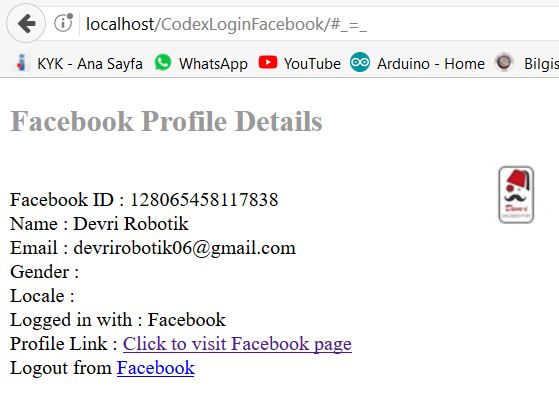 localhost/CodexLoginFacebook/#_=_
KYK - Ana Sayfa WhatsApp YouTube Arduino - Home Bilgis
Facebook Profile Details
Facebook ID : 128065458117838
Name : Devri Robotik
Email : devrirobotik06@gmail.com
Gender :
Locale :
Logged in with : Facebook
Profile Link : Click to visit Facebook page
Logout from Facebook